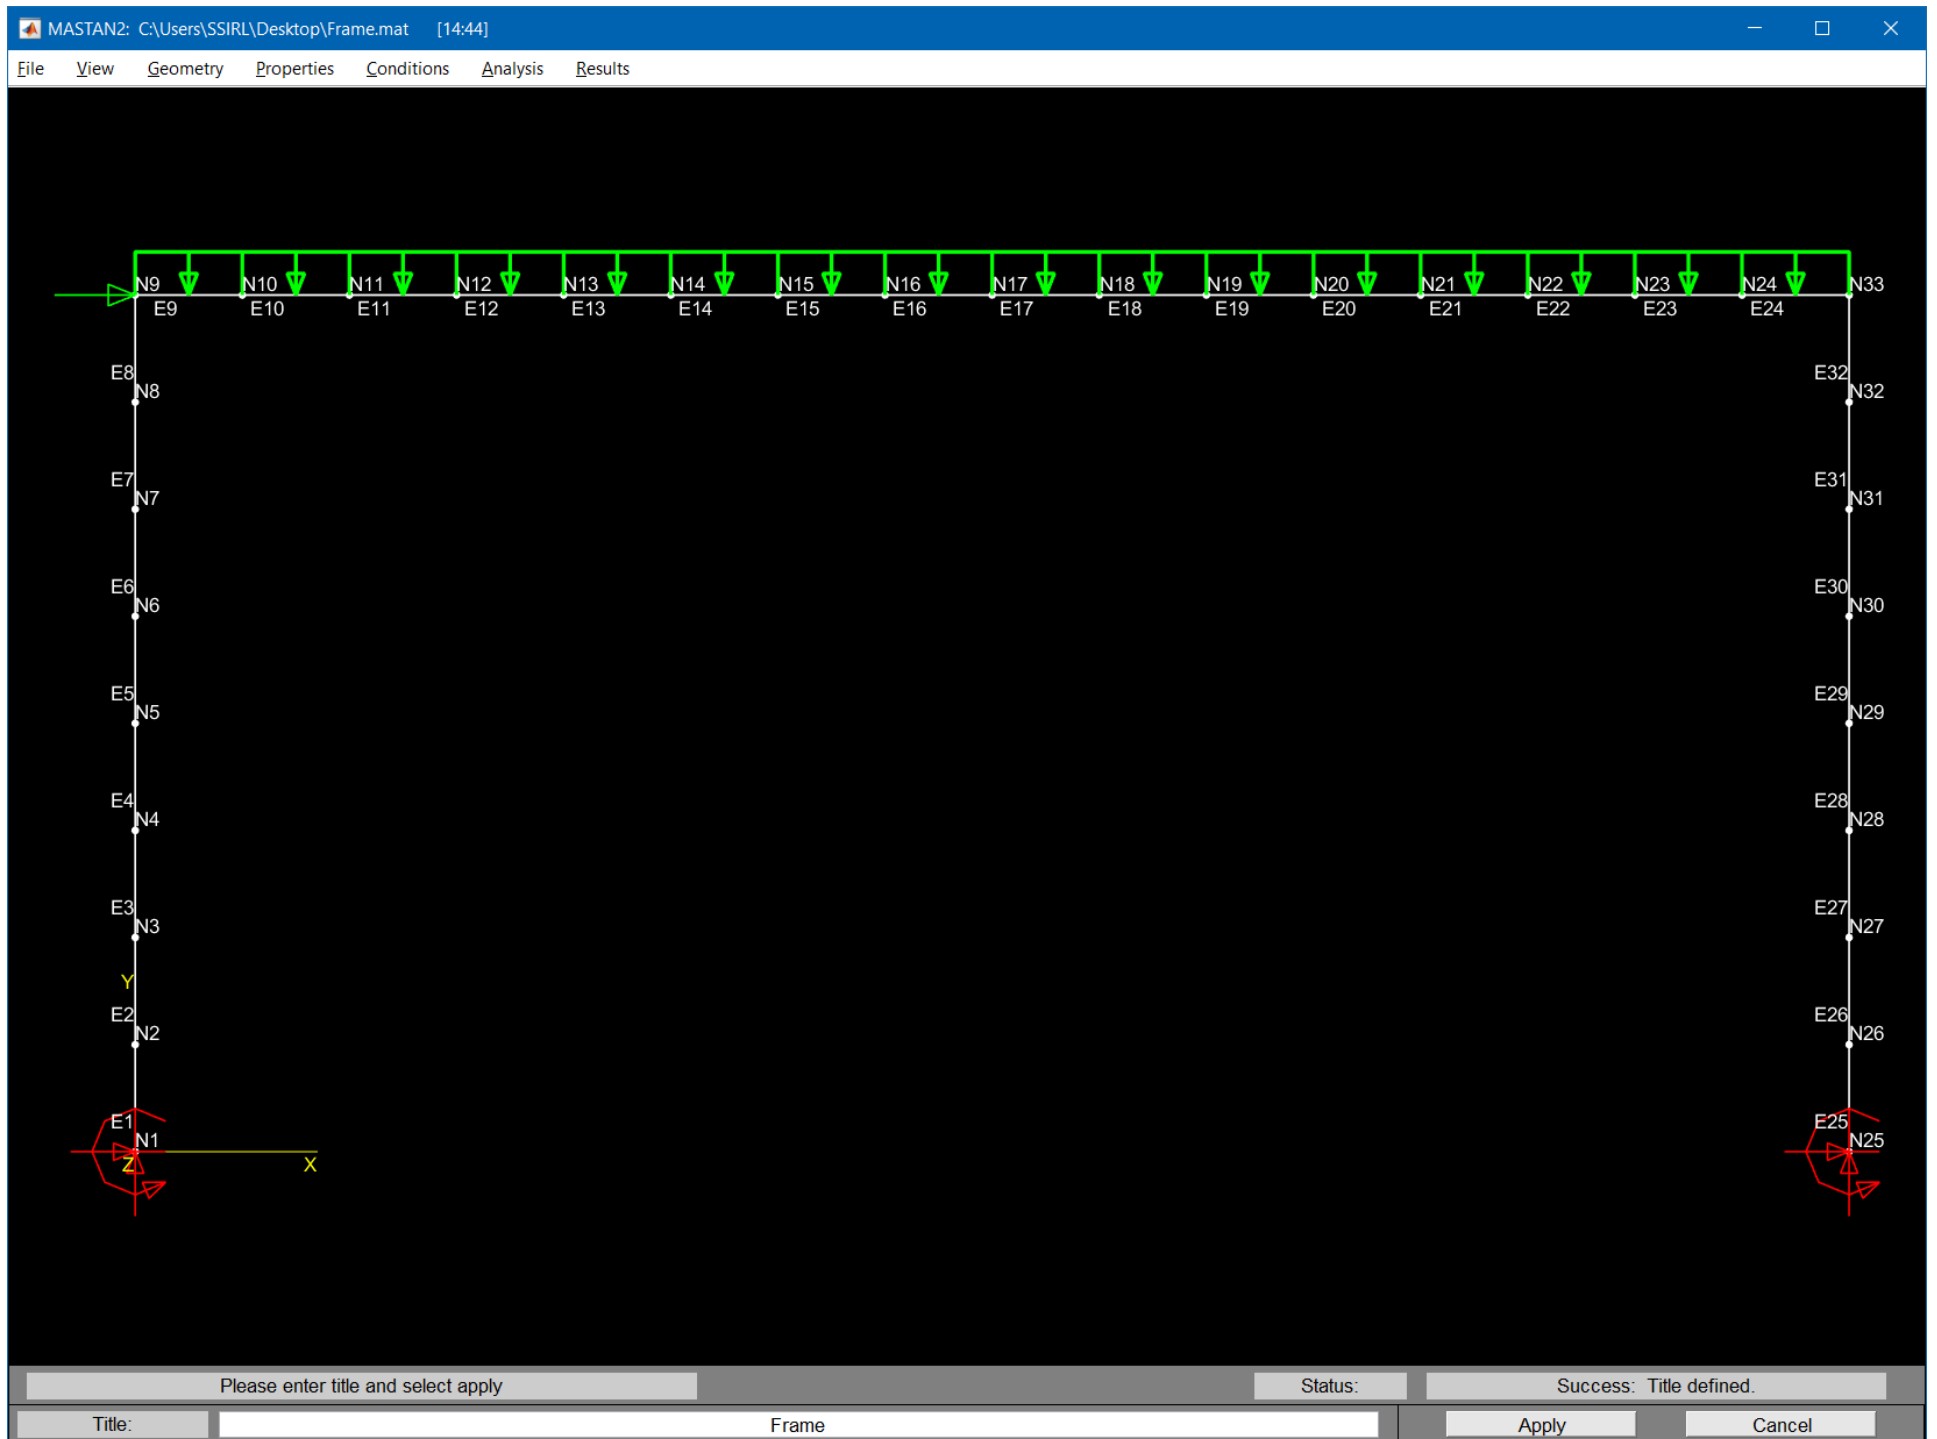 MASTAN2: C:\Users\SSIRL\Desktop\Frame.mat [14:44]
File View Geometry Properties Conditions Analysis Results
N9 N10 N11 N12 N13 N14 N15 N16 N17 N18 N19 N20 N21 N22 N23 N24 N33
E9 E10 E11 E12 E13 E14 E15 E16 E17 E18 E19 E20 E21 E22 E23 E24
E8 E32
N8 N32
E7 E31
N7 N31
E6 E30
N6 N30
E5 E29
N5 N29
E4 E28
N4 N28
E3 E27
N3 N27
Y
E2 E26
N2 N26
E1 E25
N1 N25
Z X
Please enter title and select apply Status: Success: Title defined.
Title: Frame Apply Cancel